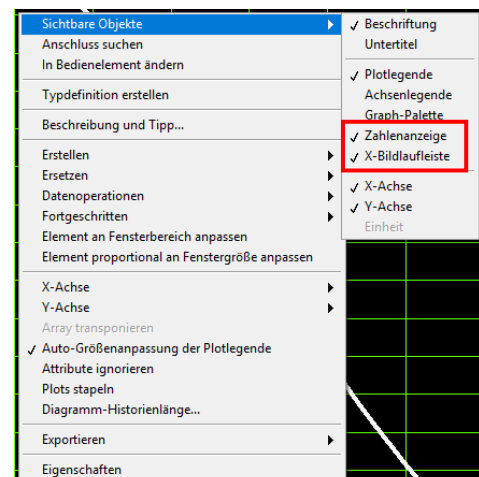 Sichtbare Objekte
Anschluss suchen
In Bedienelement ändern
Typdefinition erstellen
Beschreibung und Tipp...
Erstellen
Ersetzen
Datenoperationen
Fortgeschritten
Element an Fensterbereich anpassen
Element proportional an Fenstergröße anpassen
X-Achse
Y-Achse
Array transponieren
Auto-Größenanpassung der Plotlegende
Attribute ignorieren
Plots stapeln
Diagramm-Historienlänge...
Exportieren
Eigenschaften
Beschriftung
Untertitel
Plotlegende
Achsenlegende
Graph-Palette
Zahlenanzeige
X-Bildlaufleiste
X-Achse
Y-Achse
Einheit